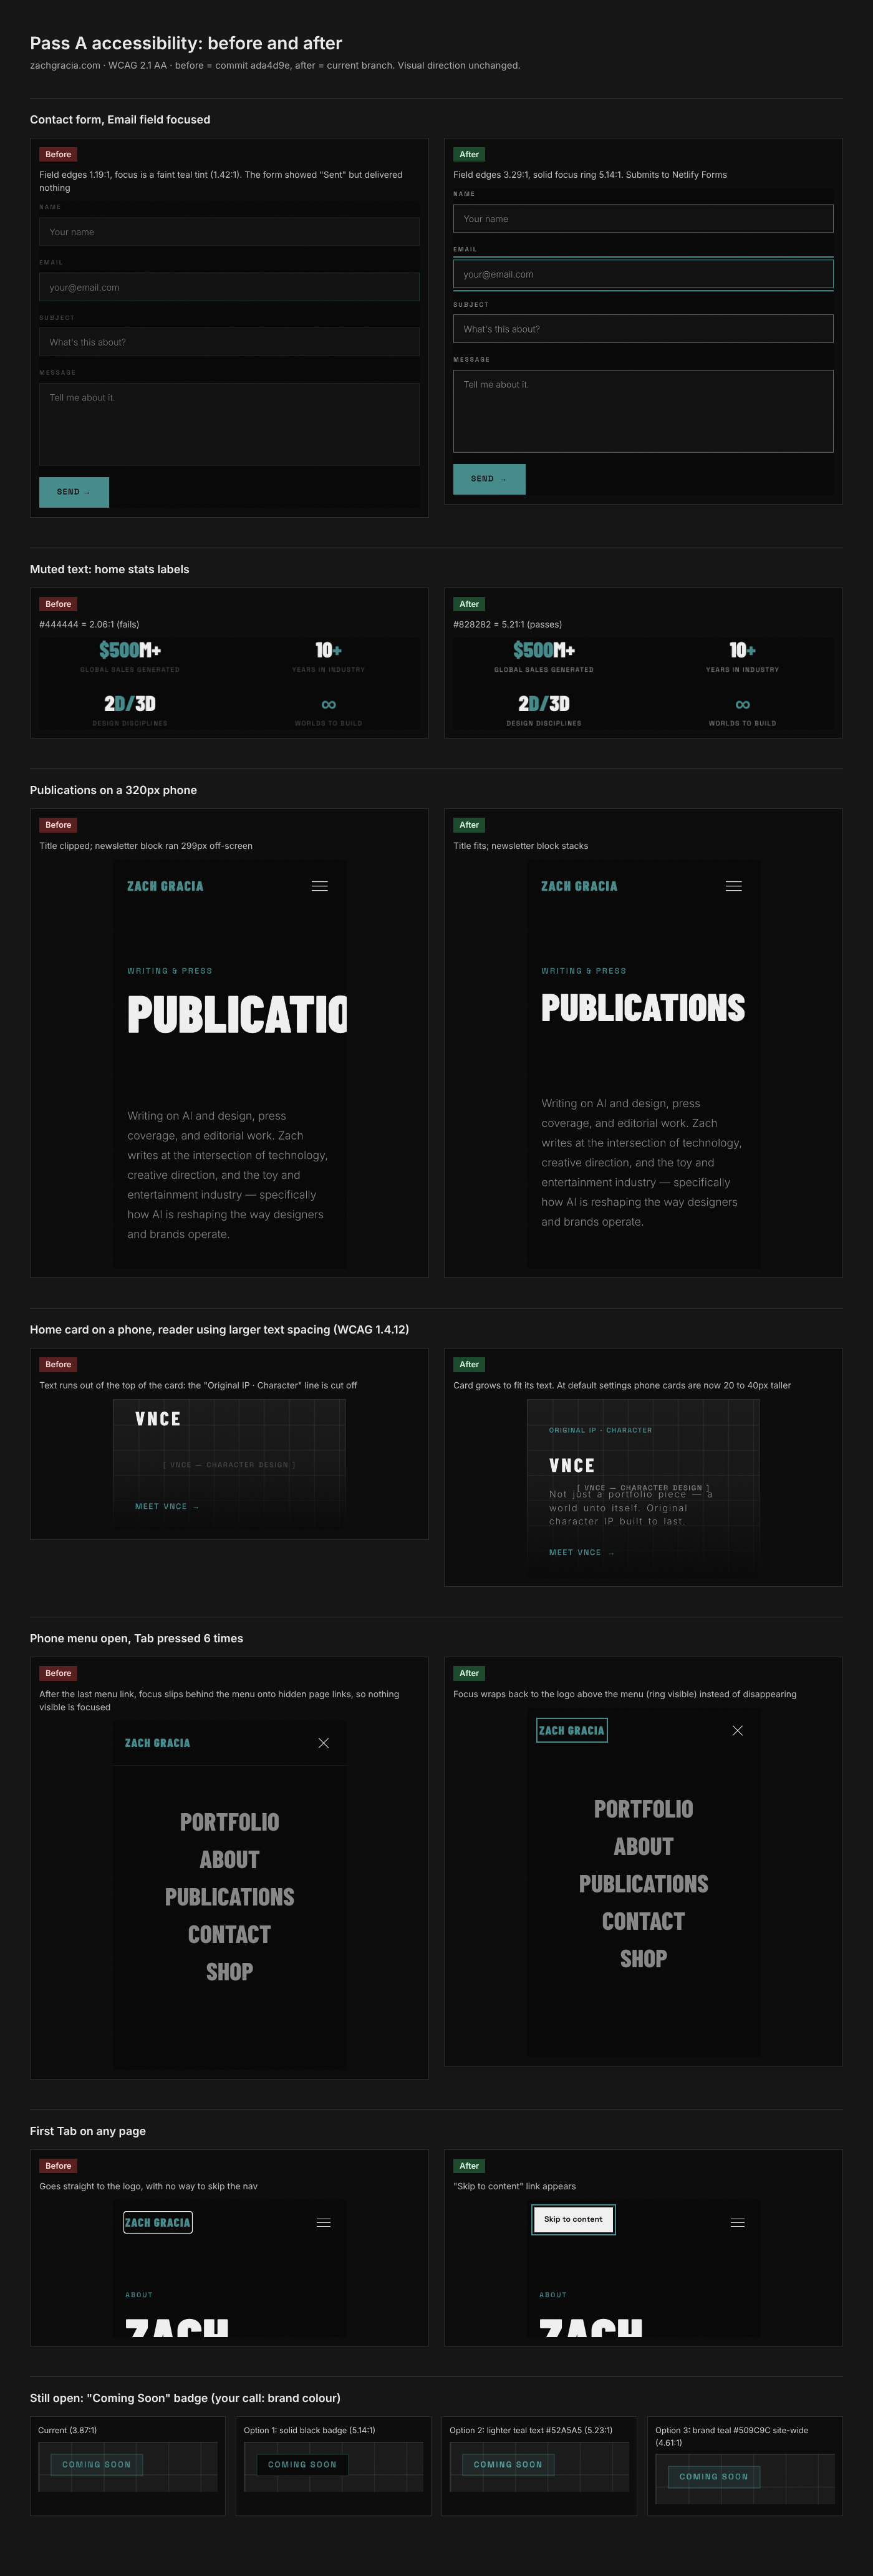 Pass A accessibility: before and after
zachgracia.com · WCAG 2.1 AA · before = commit ada4d9e, after = current branch. Visual direction unchanged.
Contact form, Email field focused
Before
Field edges 1.19:1, focus is a faint teal tint (1.42:1). The form showed "Sent" but delivered
nothing
NAME
Your name
EMAIL
your@email.com
SUBJECT
What's this about?
MESSAGE
Tell me about it.
SEND →
After
Field edges 3.29:1, solid focus ring 5.14:1. Submits to Netlify Forms
NAME
Your name
EMAIL
your@email.com
SUBJECT
What's this about?
MESSAGE
Tell me about it.
SEND →
Muted text: home stats labels
Before
#444444 = 2.06:1 (fails)
$500M+
GLOBAL SALES GENERATED
10+
YEARS IN INDUSTRY
2D/3D
DESIGN DISCIPLINES
∞
WORLDS TO BUILD
After
#828282 = 5.21:1 (passes)
$500M+
GLOBAL SALES GENERATED
10+
YEARS IN INDUSTRY
2D/3D
DESIGN DISCIPLINES
∞
WORLDS TO BUILD
Publications on a 320px phone
Before
Title clipped; newsletter block ran 299px off-screen
ZACH GRACIA
WRITING & PRESS
PUBLICATIO
Writing on AI and design, press
coverage, and editorial work. Zach
writes at the intersection of technology,
creative direction, and the toy and
entertainment industry — specifically
how AI is reshaping the way designers
and brands operate.
After
Title fits; newsletter block stacks
ZACH GRACIA
WRITING & PRESS
PUBLICATIONS
Writing on AI and design, press
coverage, and editorial work. Zach
writes at the intersection of technology,
creative direction, and the toy and
entertainment industry — specifically
how AI is reshaping the way designers
and brands operate.
Home card on a phone, reader using larger text spacing (WCAG 1.4.12)
Before
Text runs out of the top of the card: the "Original IP · Character" line is cut off
VNCE
[ VNCE — CHARACTER DESIGN ]
MEET VNCE →
After
Card grows to fit its text. At default settings phone cards are now 20 to 40px taller
ORIGINAL IP · CHARACTER
VNCE
[ VNCE — CHARACTER DESIGN ]
Not just a portfolio piece — a
world unto itself. Original
character IP built to last.
MEET VNCE →
Phone menu open, Tab pressed 6 times
Before
After the last menu link, focus slips behind the menu onto hidden page links, so nothing
visible is focused
ZACH GRACIA
PORTFOLIO
ABOUT
PUBLICATIONS
CONTACT
SHOP
After
Focus wraps back to the logo above the menu (ring visible) instead of disappearing
ZACH GRACIA
PORTFOLIO
ABOUT
PUBLICATIONS
CONTACT
SHOP
First Tab on any page
Before
Goes straight to the logo, with no way to skip the nav
ZACH GRACIA
ABOUT
ZACH
After
"Skip to content" link appears
Skip to content
ABOUT
ZACH
Still open: "Coming Soon" badge (your call: brand colour)
Current (3.87:1)
COMING SOON
Option 1: solid black badge (5.14:1)
COMING SOON
Option 2: lighter teal text #52A5A5 (5.23:1)
COMING SOON
Option 3: brand teal #509C9C site-wide
(4.61:1)
COMING SOON